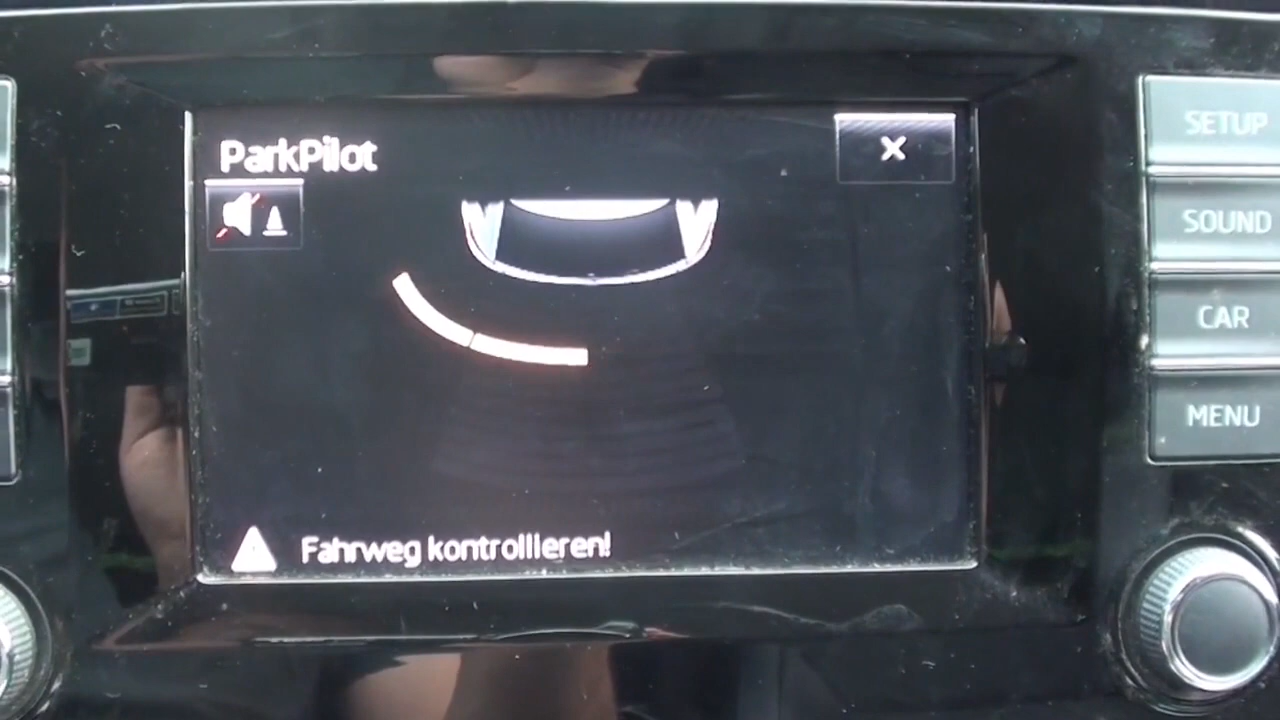 ParkPilot
SETUP
SOUND
CAR
MENU
Fahrweg kontrollieren!